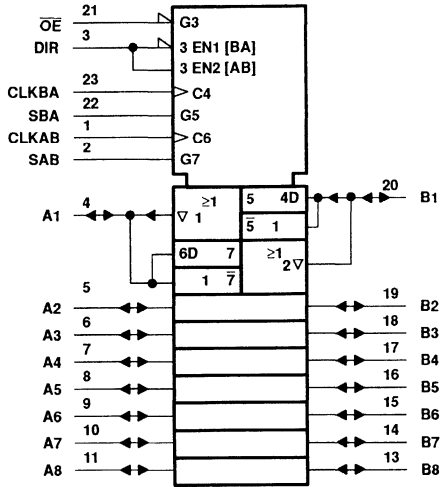 21
O̅E̅ G3
3
DIR 3 EN1 [BA]
3 EN2 [AB]
23
CLKBA C4
22
SBA G5
1
CLKAB C6
2
SAB G7
4 ≥1 5 4D 20
A1 1 5̅ 1 B1
6D 7 ≥1
1 7̅ 2
5 19
A2 B2
6 18
A3 B3
7 17
A4 B4
8 16
A5 B5
9 15
A6 B6
10 14
A7 B7
11 13
A8 B8